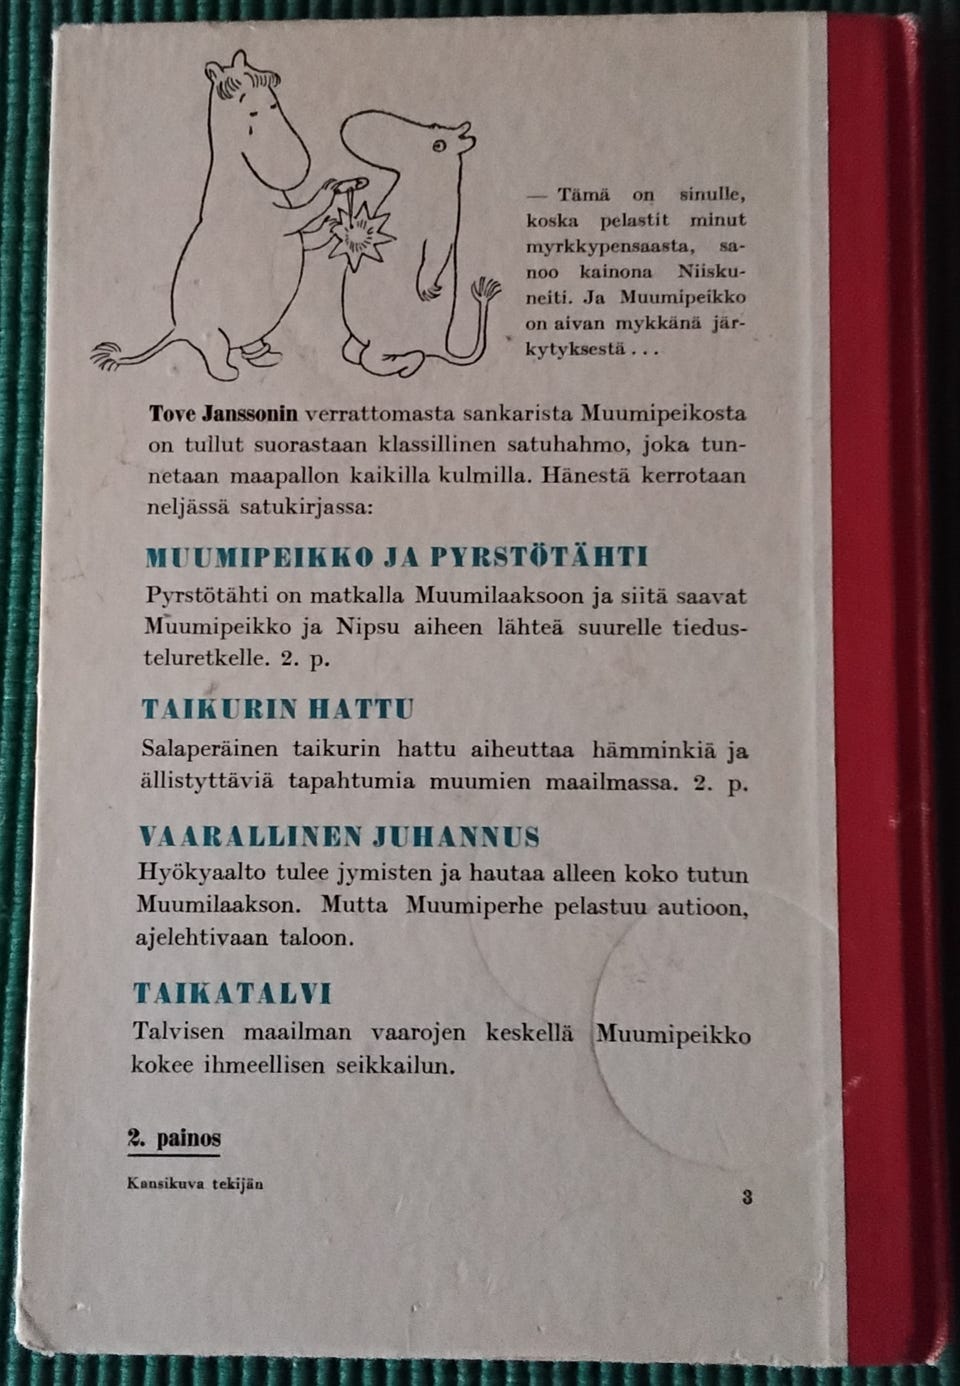 — Tämä on sinulle,
koska pelastit minut
myrkkypensaasta, sa-
noo kainona Niisku-
neiti. Ja Muumipeikko
on aivan mykkänä jär-
kytyksestä...
Tove Janssonin verrattomasta sankarista Muumipeikosta
on tullut suorastaan klassillinen satuhahmo, joka tun-
netaan maapallon kaikilla kulmilla. Hänestä kerrotaan
neljässä satukirjassa:
MUUMIPEIKKO JA PYRSTÖTÄHTI
Pyrstötähti on matkalla Muumilaaksoon ja siitä saavat
Muumipeikko ja Nipsu aiheen lähteä suurelle tiedus-
teluretkelle. 2. p.
TAIKURIN HATTU
Salaperäinen taikurin hattu aiheuttaa hämminkiä ja
ällistyttäviä tapahtumia muumien maailmassa. 2. p.
VAARALLINEN JUHANNUS
Hyökyaalto tulee jymisten ja hautaa alleen koko tutun
Muumilaakson. Mutta Muumiperhe pelastuu autioon,
ajelehtivaan taloon.
TAIKATALVI
Talvisen maailman vaarojen keskellä Muumipeikko
kokee ihmeellisen seikkailun.
2. painos
Kansikuva tekijän
3